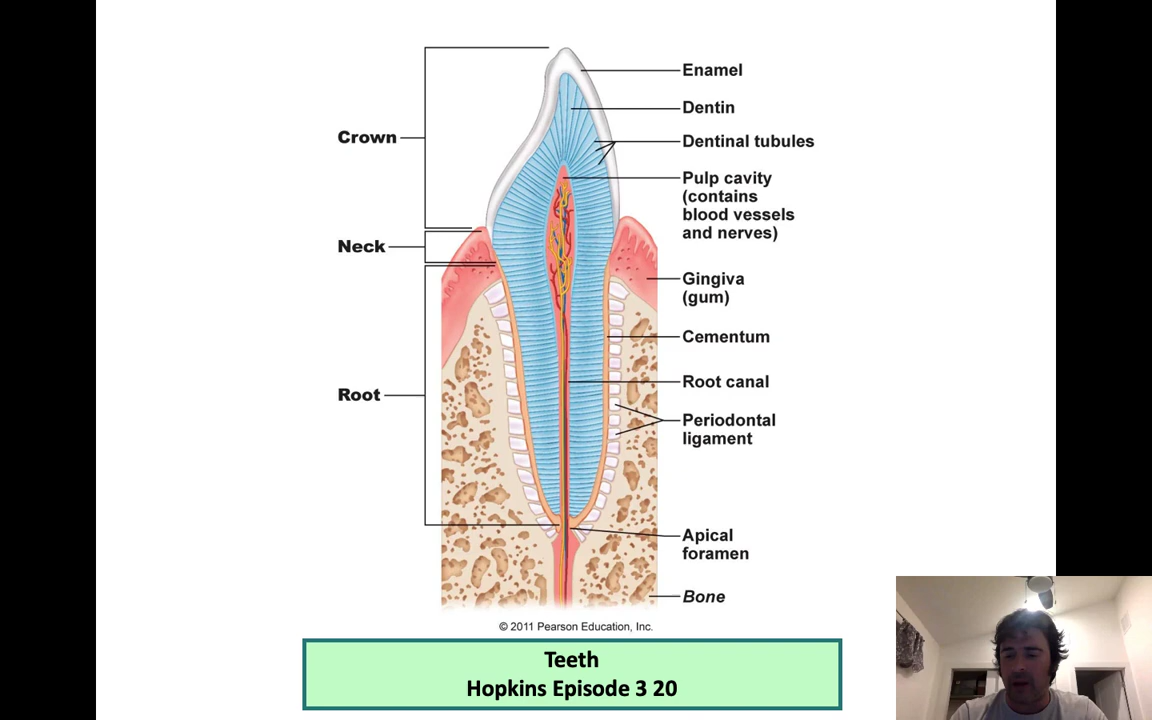 Enamel
Dentin
Crown
Dentinal tubules
Pulp cavity
(contains
blood vessels
and nerves)
Neck
Gingiva
(gum)
Cementum
Root canal
Root
Periodontal
ligament
Apical
foramen
Bone
© 2011 Pearson Education, Inc.
Teeth
Hopkins Episode 3 20